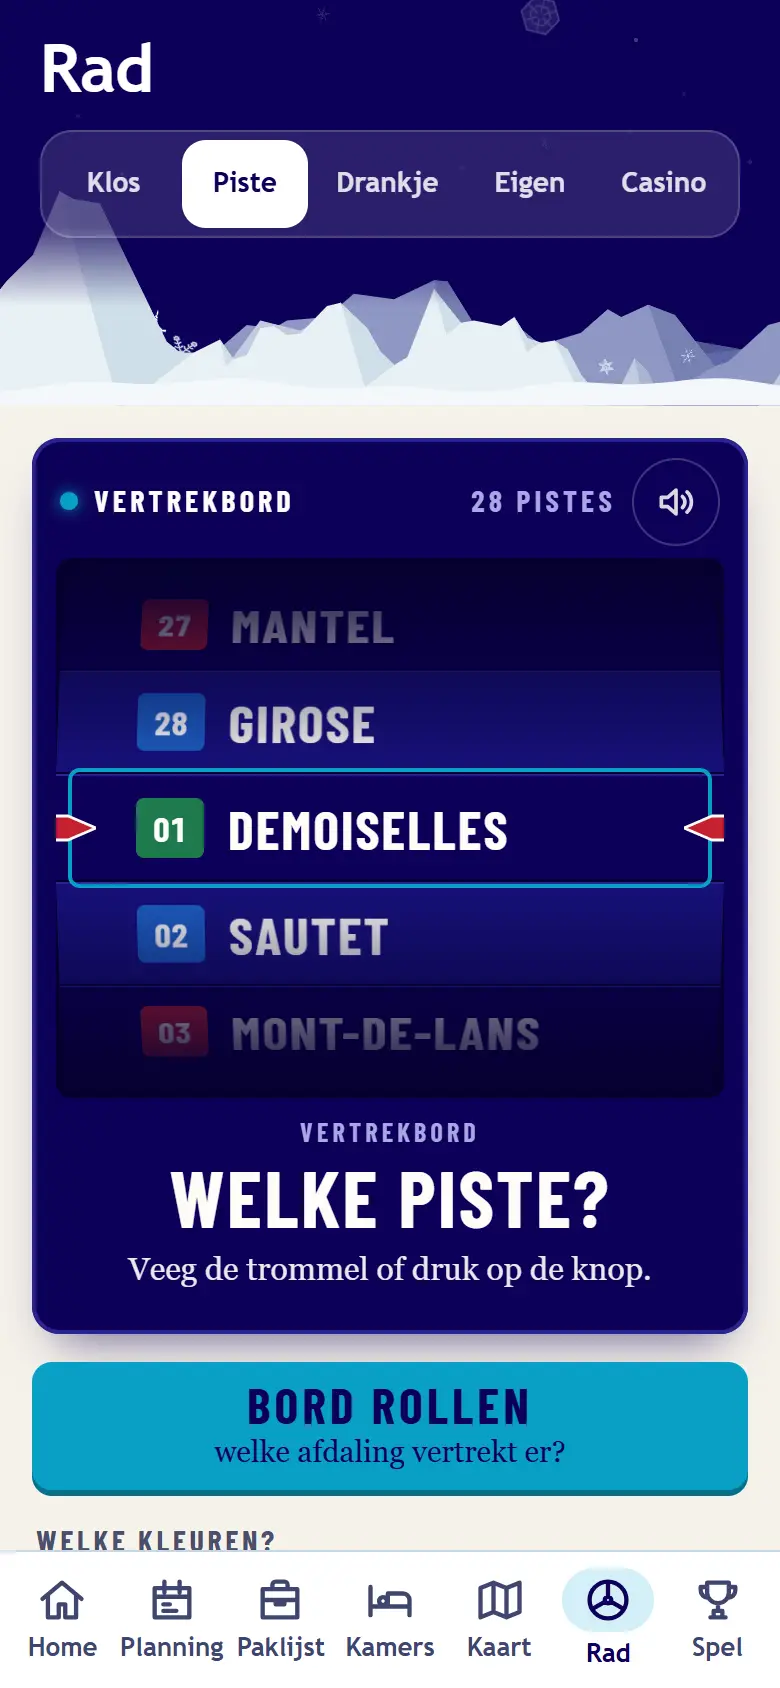 Rad
Klos Piste Drankje Eigen Casino
VERTREKBORD 28 PISTES
27 MANTEL
28 GIROSE
01 DEMOISELLES
02 SAUTET
03 MONT-DE-LANS
VERTREKBORD
WELKE PISTE?
Veeg de trommel of druk op de knop.
BORD ROLLEN
welke afdaling vertrekt er?
WELKE KLEUREN?
Home Planning Paklijst Kamers Kaart Rad Spel